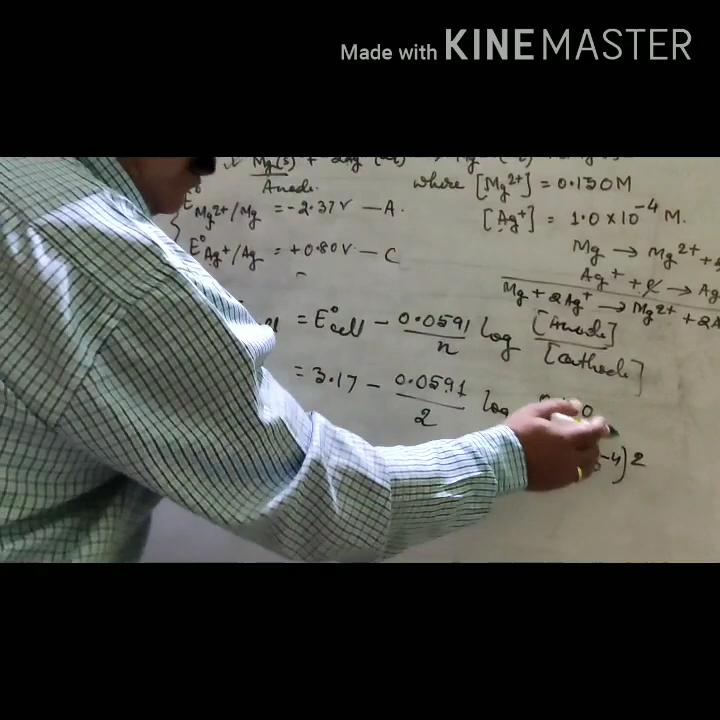 Made with KINEMASTER
Mg(s) + 2Ag
Anode. where [Mg²⁺] = 0.130M
E°Mg²⁺/Mg = -2.37V — A.
[Ag⁺] = 1.0 x 10⁻⁴ M.
E°Ag⁺/Ag = +0.80V — C
Mg → Mg²⁺ +
Ag⁺ + e → Ag
Mg + 2Ag⁺ → Mg²⁺ + 2A
= E°cell - 0.0591/n log [Anode]/[Cathode]
= 3.17 - 0.0591/2 log
-4)2